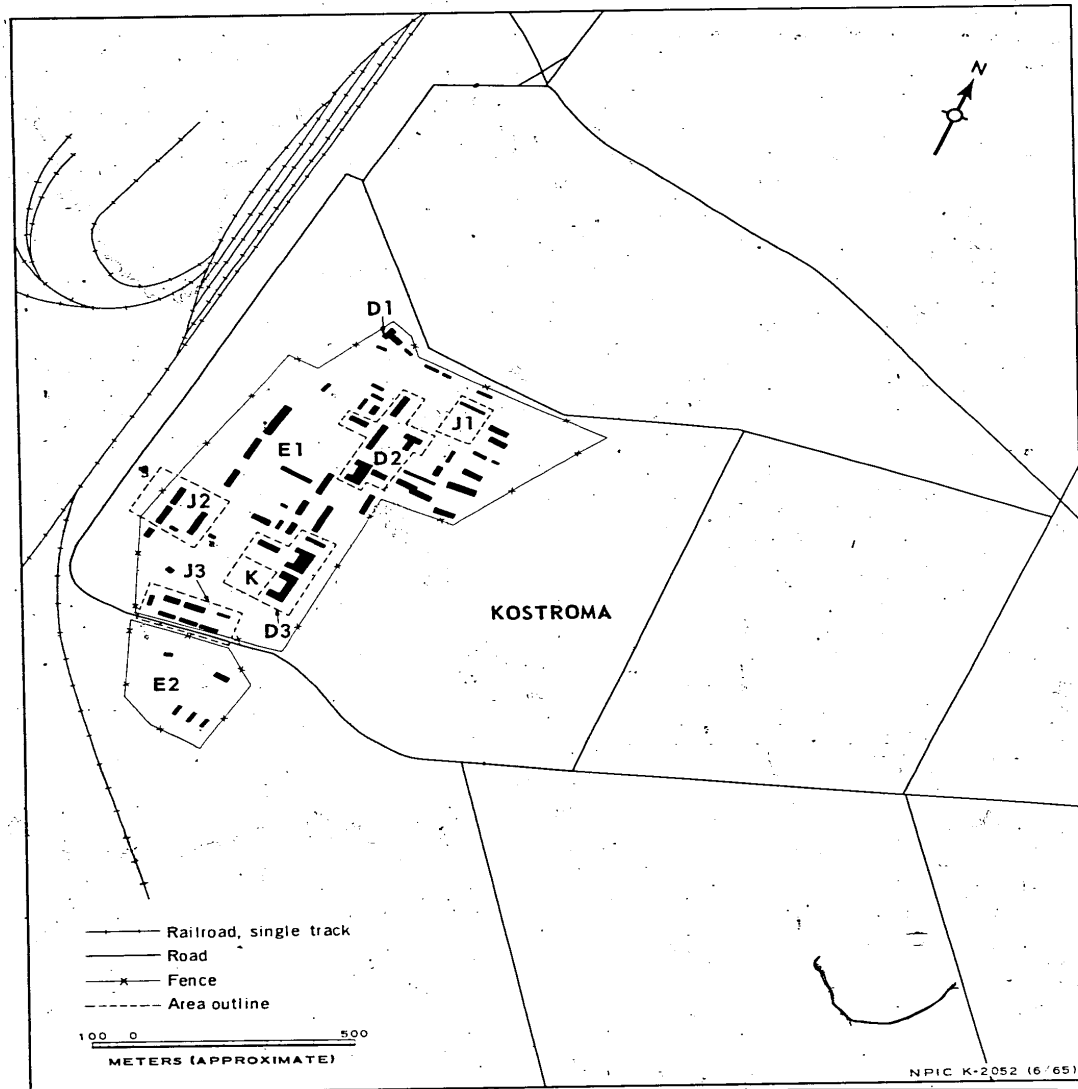 N
D1
J1
E1
D2
J2
K
J3
D3
KOSTROMA
E2
Railroad, single track
Road
Fence
Area outline
100 0 500
METERS (APPROXIMATE)
NPIC K-2052 (6/65)